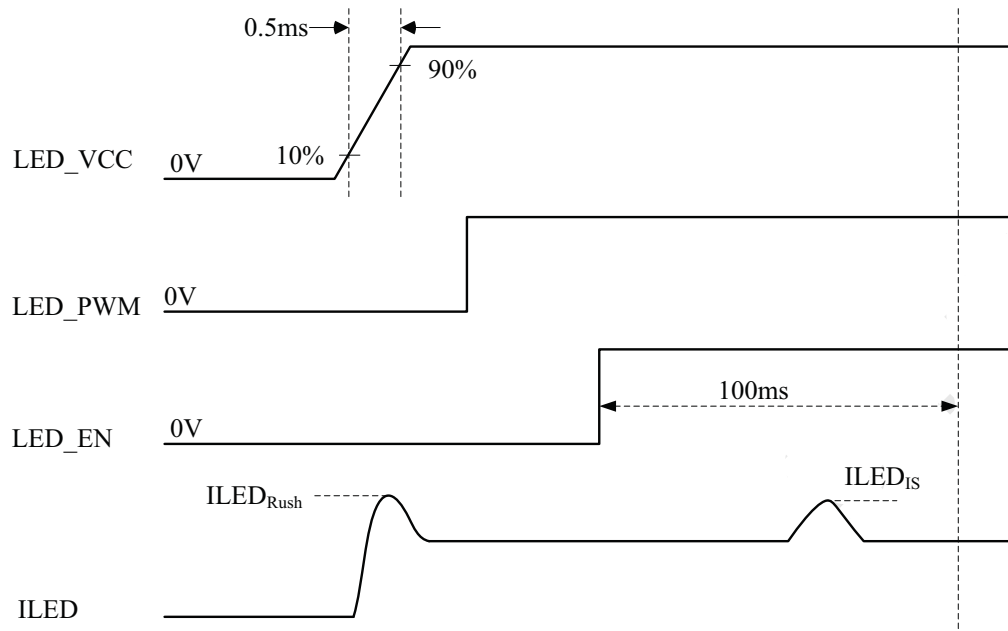 0.5ms
90%
10%
LED_VCC
0V
LED_PWM
0V
100ms
LED_EN
0V
ILEDRush
ILEDIS
ILED